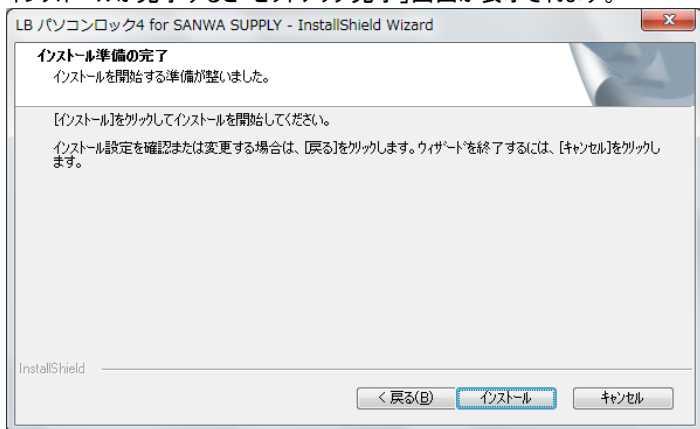 LB パソコンロック4 for SANWA SUPPLY - InstallShield Wizard
インストール準備の完了
インストールを開始する準備が整いました。
[インストール]をクリックしてインストールを開始してください。
インストール設定を確認または変更する場合は、[戻る]をクリックします。ウィザードを終了するには、[キャンセル]をクリックし
ます。
InstallShield
< 戻る(B)
インストール
キャンセル